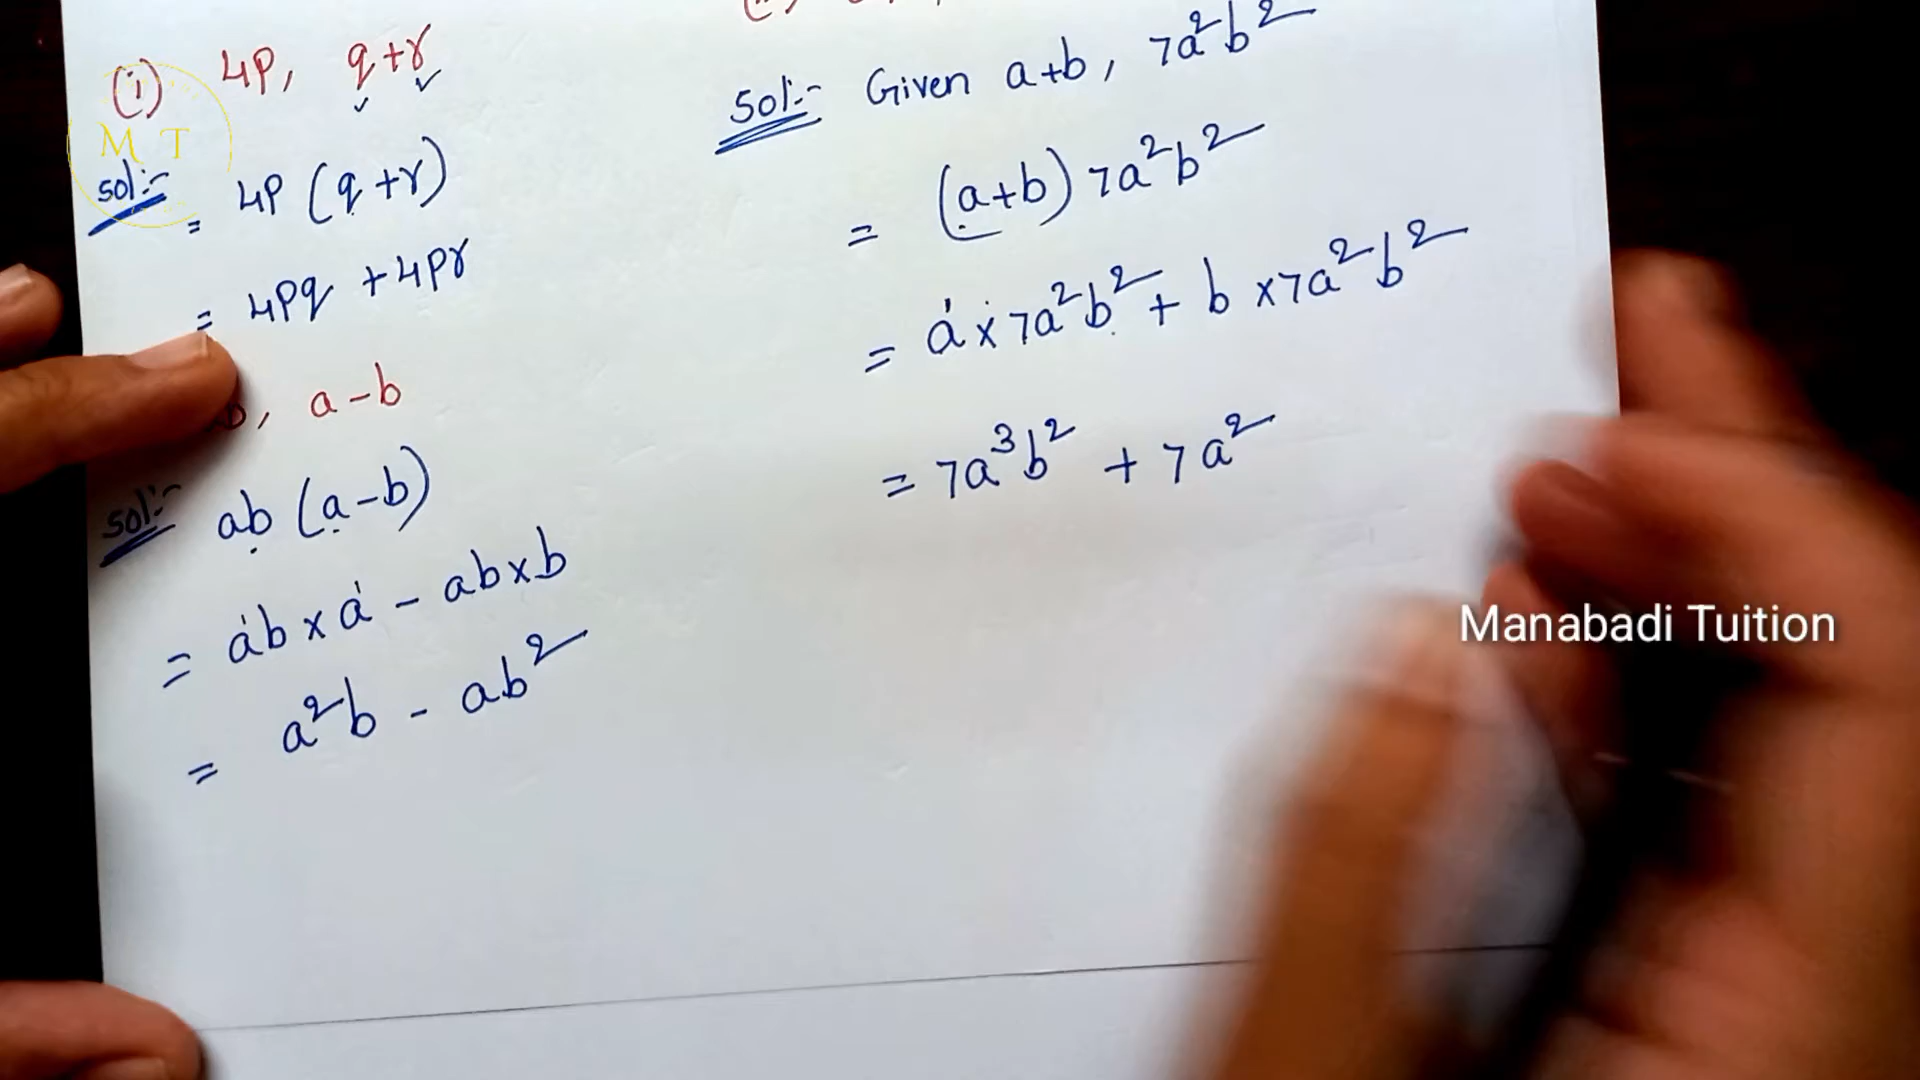 (i) 4p, q+r
M T
Sol:-
= 4p (q+r)
= 4pq + 4pr
b, a-b
Sol:- ab (a-b)
= ab × a - ab×b
= a²b - ab²
Sol:- Given a+b, 7a²b²
= (a+b) 7a²b²
= a × 7a²b² + b × 7a²b²
= 7a³b² + 7a²
Manabadi Tuition